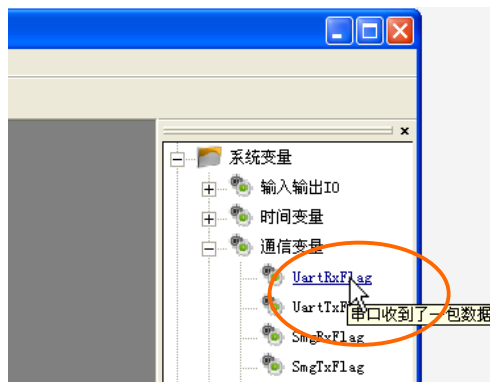 系统变量
输入输出IO
时间变量
通信变量
UartRxFlag
UartTxF
串口收到了一包数据
SmgRxFlag
SmgTxFlag